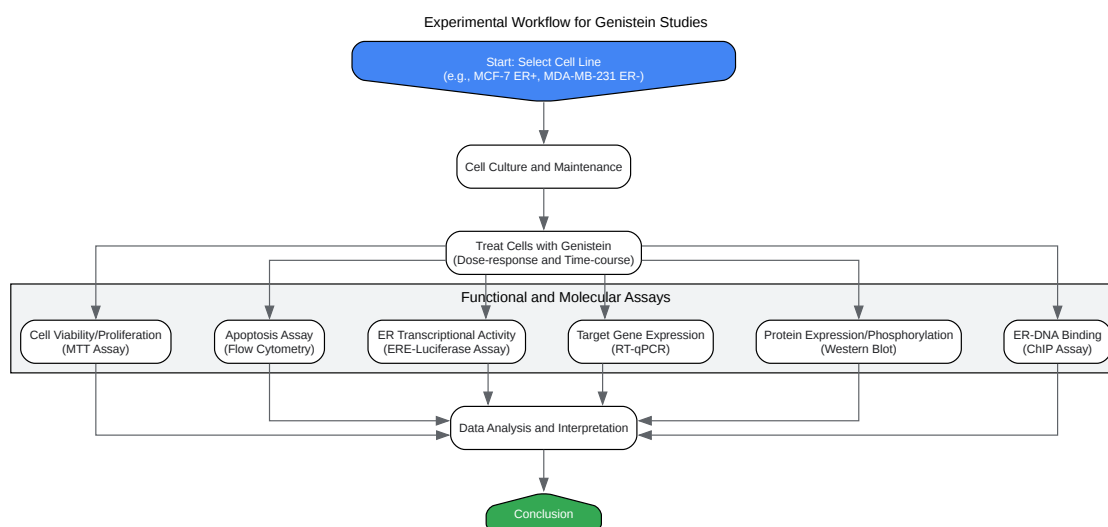 Experimental Workflow for Genistein Studies
Start: Select Cell Line
(e.g., MCF-7 ER+, MDA-MB-231 ER-)
Cell Culture and Maintenance
Treat Cells with Genistein
(Dose-response and Time-course)
Functional and Molecular Assays
Cell Viability/Proliferation
(MTT Assay)
Apoptosis Assay
(Flow Cytometry)
ER Transcriptional Activity
(ERE-Luciferase Assay)
Target Gene Expression
(RT-qPCR)
Protein Expression/Phosphorylation
(Western Blot)
ER-DNA Binding
(ChIP Assay)
Data Analysis and Interpretation
Conclusion